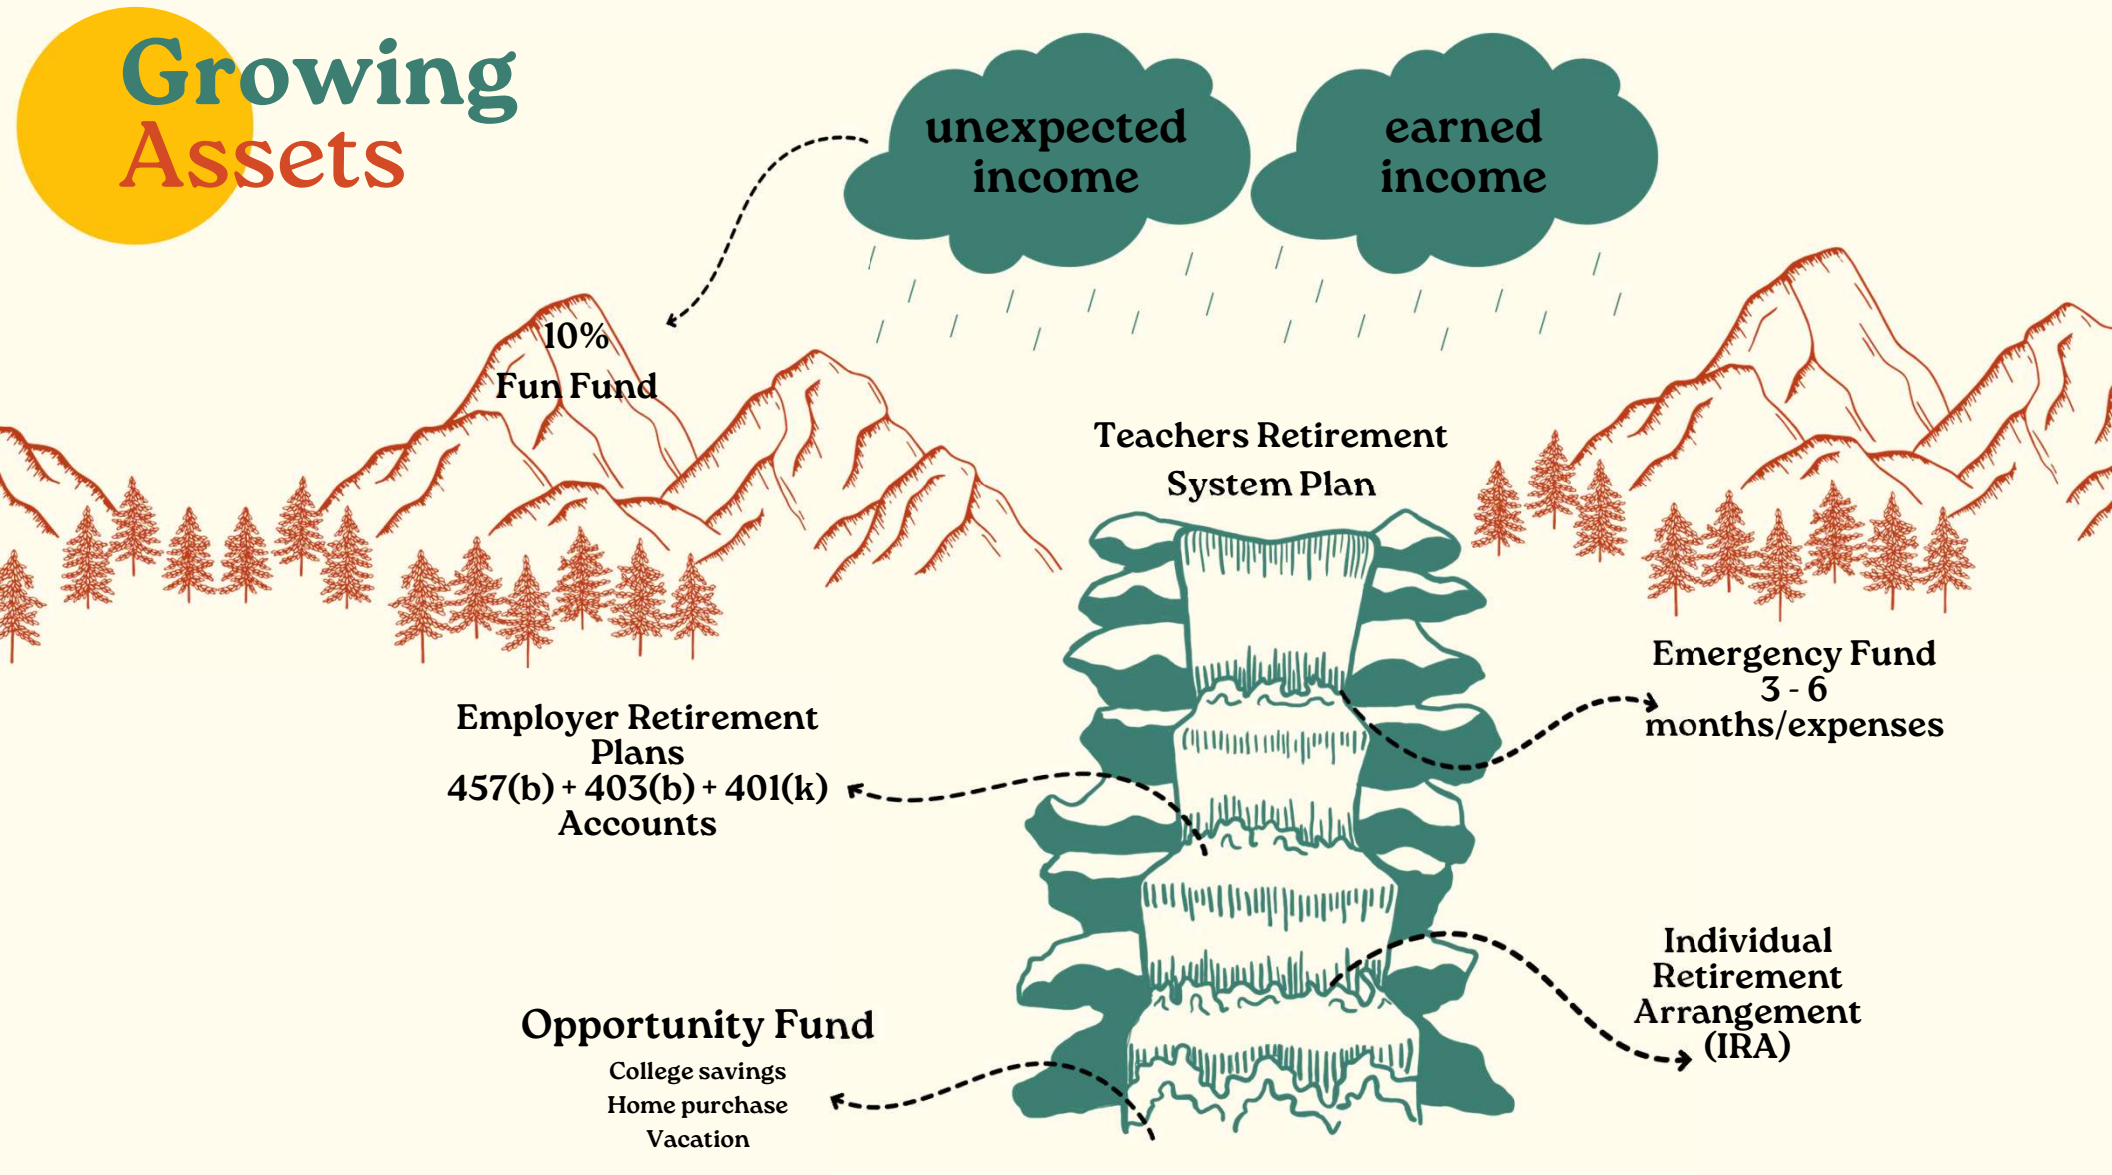 Growing
Assets
unexpected
income
earned
income
10%
Fun Fund
Teachers Retirement
System Plan
Emergency Fund
3 - 6
months/expenses
Employer Retirement
Plans
457(b) + 403(b) + 401(k)
Accounts
Individual
Retirement
Arrangement
(IRA)
Opportunity Fund
College savings
Home purchase
Vacation